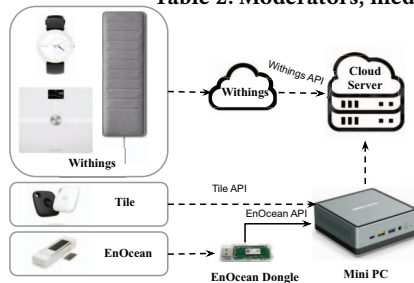 Table 2. Moderators, med
Withings API
Cloud
Server
Withings
Withings
Tile API
Tile
EnOcean API
EnOcean
EnOcean Dongle
Mini PC